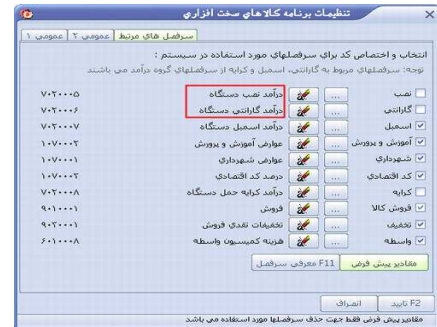 تنظیمات برنامه کالاهای سخت افزاری
سرفصل های مرتبط عمومی ۲ عمومی ۱
انتخاب و اختصاص کد برای سرفصلهای مورد استفاده در سیستم :
توجه: سرفصلهای مربوط به گارانتی، اسمبل و کرایه از سرفصلهای گروه درآمد می باشند
نصب ... درآمد نصب دستگاه ۷۰۲۰۰۰۵
گارانتی ... درآمد گارانتی دستگاه ۷۰۲۰۰۰۶
اسمبل ... درآمد اسمبل دستگاه ۷۰۲۰۰۰۷
آموزش و پرورش ... عوارض آموزش و پرورش ۱۰۷۰۰۰۲
شهرداری ... عوارض شهرداری ۱۰۷۰۰۰۱
کد اقتصادی ... درصد کد اقتصادی ۱۰۷۰۰۰۳
کرایه ... درآمد کرایه حمل دستگاه ۷۰۲۰۰۰۸
فروش کالا ... فروش ۹۰۱۰۰۰۱
تخفیف ... تخفیفات نقدی فروش ۹۰۲۰۰۰۱
واسطه ... هزینه کمیسیون واسطه ۶۰۱۰۰۰۸
مقادیر پیش فرض F11 معرفی سرفصل
F2 تایید انصراف
مقادیر پیش فرض فقط جهت حذف سرفصلها مورد استفاده می باشد